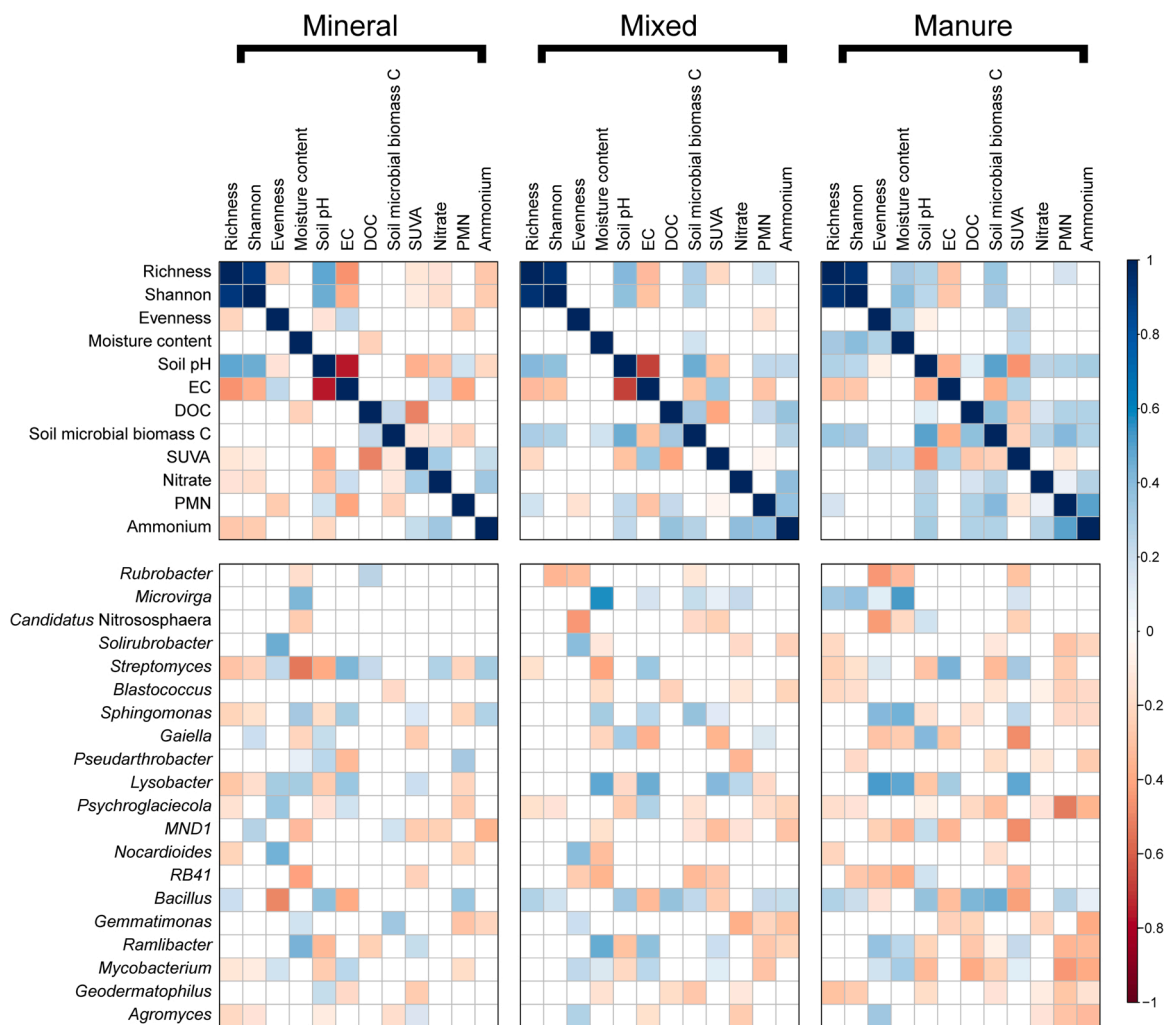 Mineral Mixed Manure
Richness Shannon Evenness Moisture content Soil pH EC DOC Soil microbial biomass C SUVA Nitrate PMN Ammonium
Richness Shannon Evenness Moisture content Soil pH EC DOC Soil microbial biomass C SUVA Nitrate PMN Ammonium
Richness Shannon Evenness Moisture content Soil pH EC DOC Soil microbial biomass C SUVA Nitrate PMN Ammonium
Richness
Shannon
Evenness
Moisture content
Soil pH
EC
DOC
Soil microbial biomass C
SUVA
Nitrate
PMN
Ammonium
Rubrobacter
Microvirga
Candidatus Nitrososphaera
Solirubrobacter
Streptomyces
Blastococcus
Sphingomonas
Gaiella
Pseudarthrobacter
Lysobacter
Psychroglaciecola
MND1
Nocardioides
RB41
Bacillus
Gemmatimonas
Ramlibacter
Mycobacterium
Geodermatophilus
Agromyces
1
0.8
0.6
0.4
0.2
0
−0.2
−0.4
−0.6
−0.8
−1